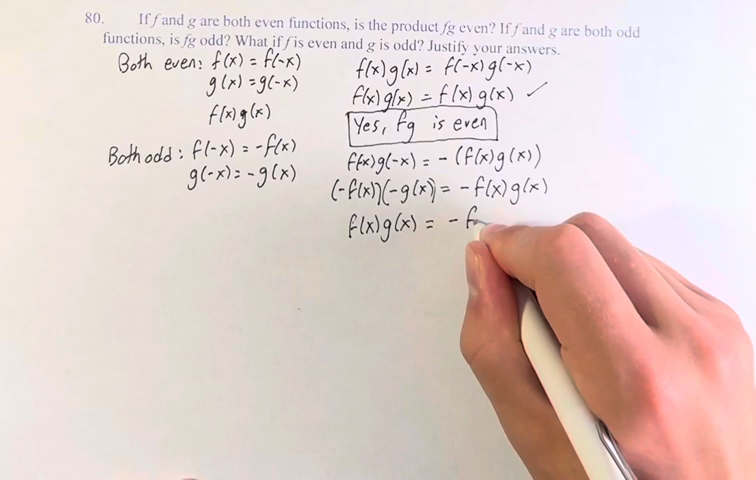 80. If f and g are both even functions, is the product fg even? If f and g are both odd
functions, is fg odd? What if f is even and g is odd? Justify your answers.
Both even: f(x) = f(-x)
g(x) = g(-x)
f(x)g(x)
f(x)g(x) = f(-x)g(-x)
f(x)g(x) = f(x)g(x) ✓
Yes, fg is even
Both odd: f(-x) = -f(x)
g(-x) = -g(x)
f(-x)g(-x) = - (f(x)g(x))
(-f(x))(-g(x)) = - f(x)g(x)
f(x)g(x) = - f